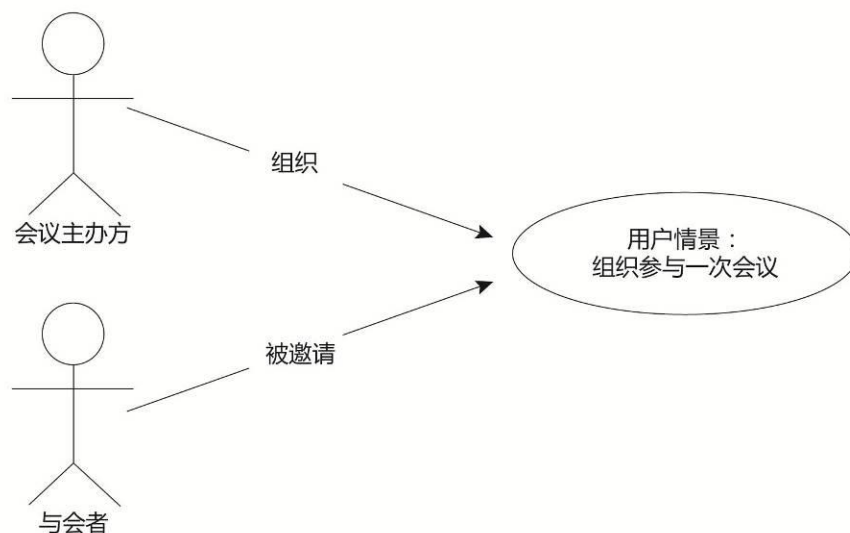 组织
会议主办方
用户情景：
组织参与一次会议
被邀请
与会者